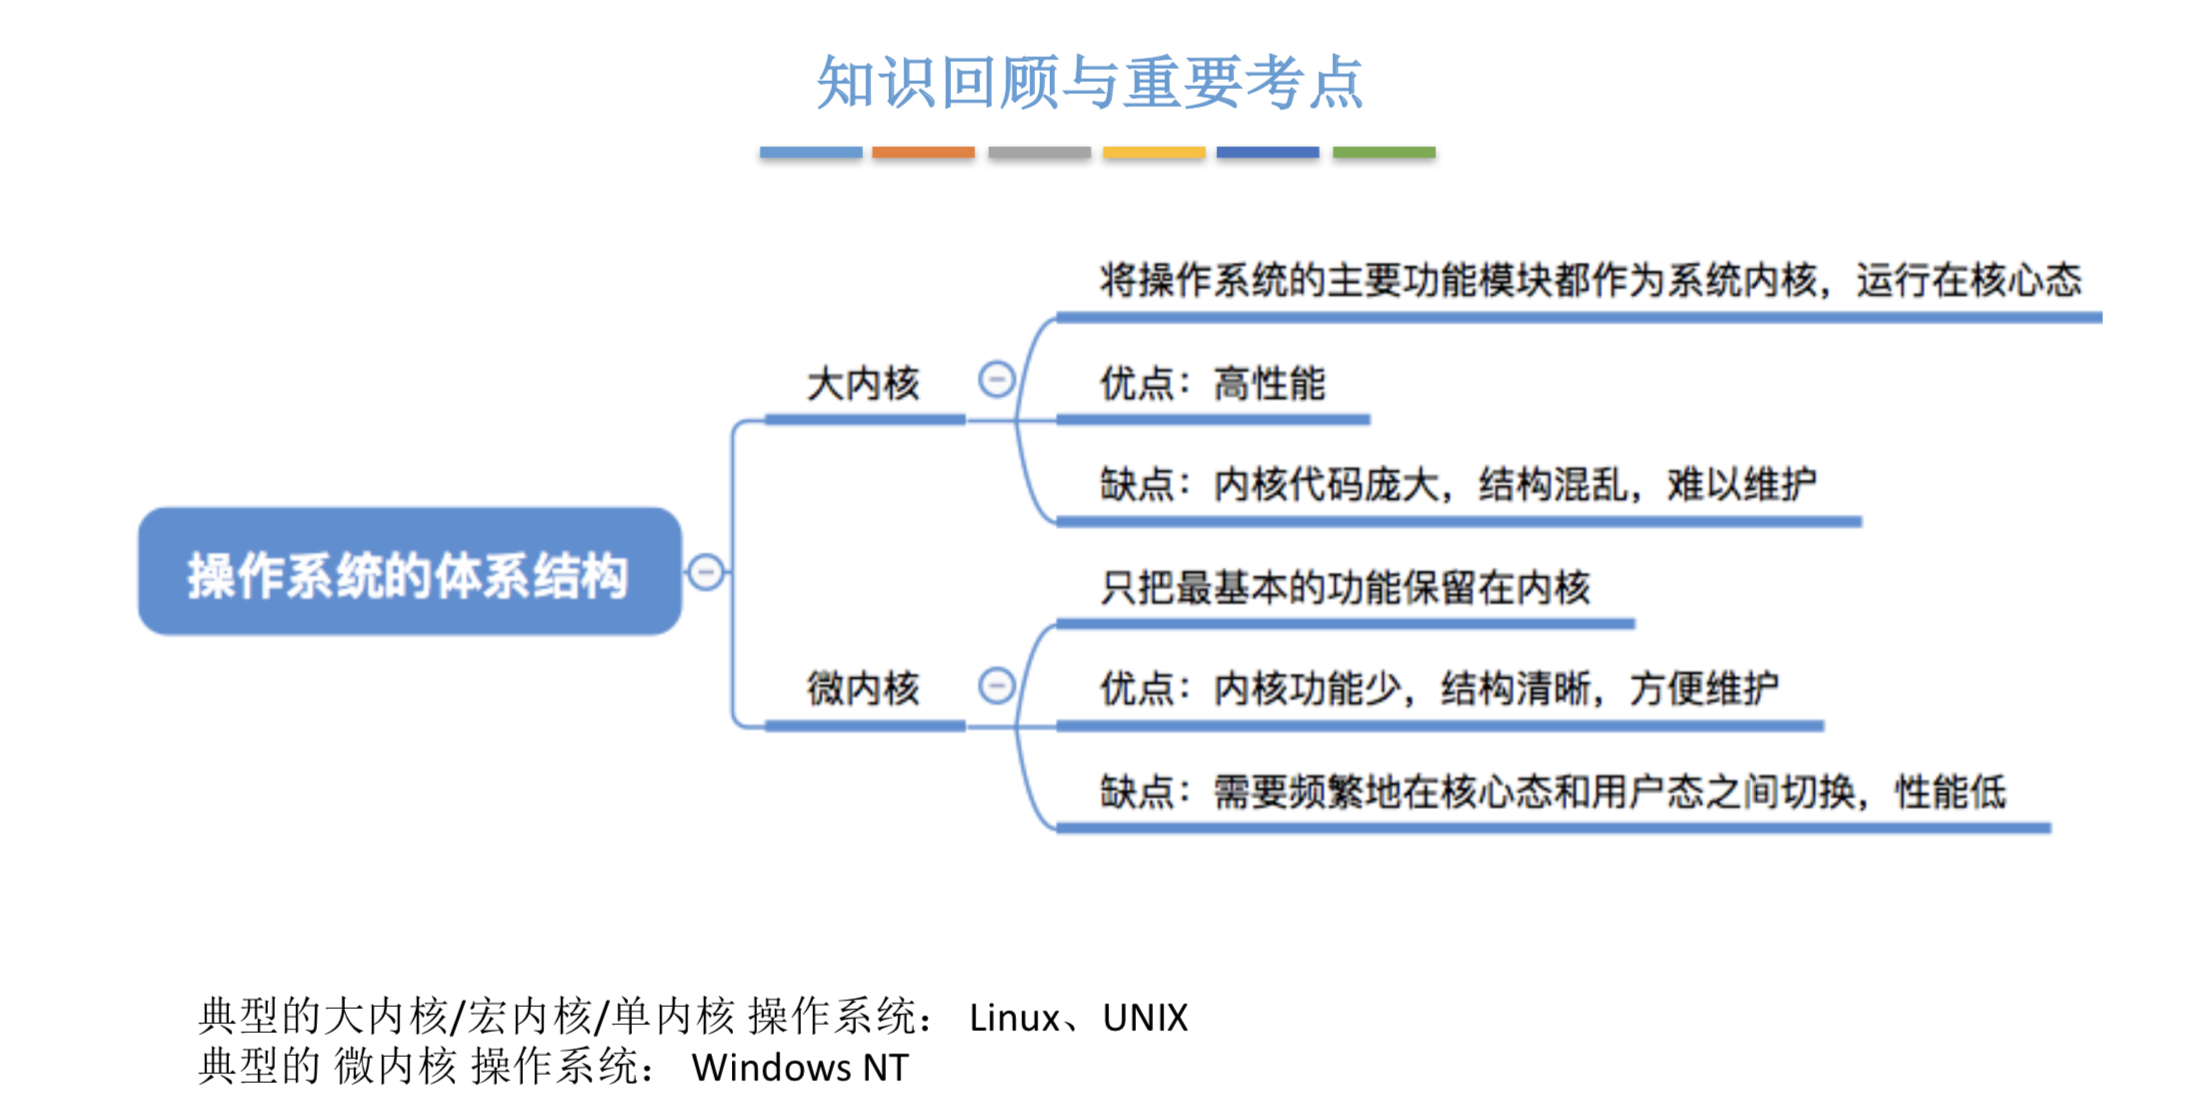 知识回顾与重要考点
将操作系统的主要功能模块都作为系统内核，运行在核心态
大内核
优点：高性能
缺点：内核代码庞大，结构混乱，难以维护
操作系统的体系结构
只把最基本的功能保留在内核
微内核
优点：内核功能少，结构清晰，方便维护
缺点：需要频繁地在核心态和用户态之间切换，性能低
典型的大内核/宏内核/单内核 操作系统： Linux、UNIX
典型的 微内核 操作系统： Windows NT